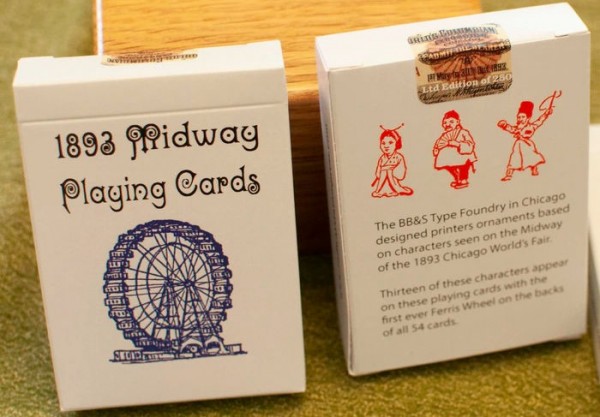 1893 Midway
Playing Cards
Ltd Edition of 280
The BB&S Type Foundry in Chicago
designed printers ornaments based
on characters seen on the Midway
of the 1893 Chicago World's Fair.
Thirteen of these characters appear
on these playing cards with the
first ever Ferris Wheel on the backs
of all 54 cards.